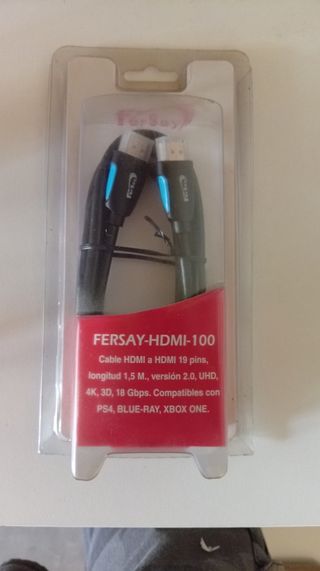 Fersay
FERSAY-HDMI-100
Cable HDMI a HDMI 19 pins,
longitud 1,5 M., versión 2.0, UHD,
4K, 3D, 18 Gbps. Compatibles con
PS4, BLUE-RAY, XBOX ONE.